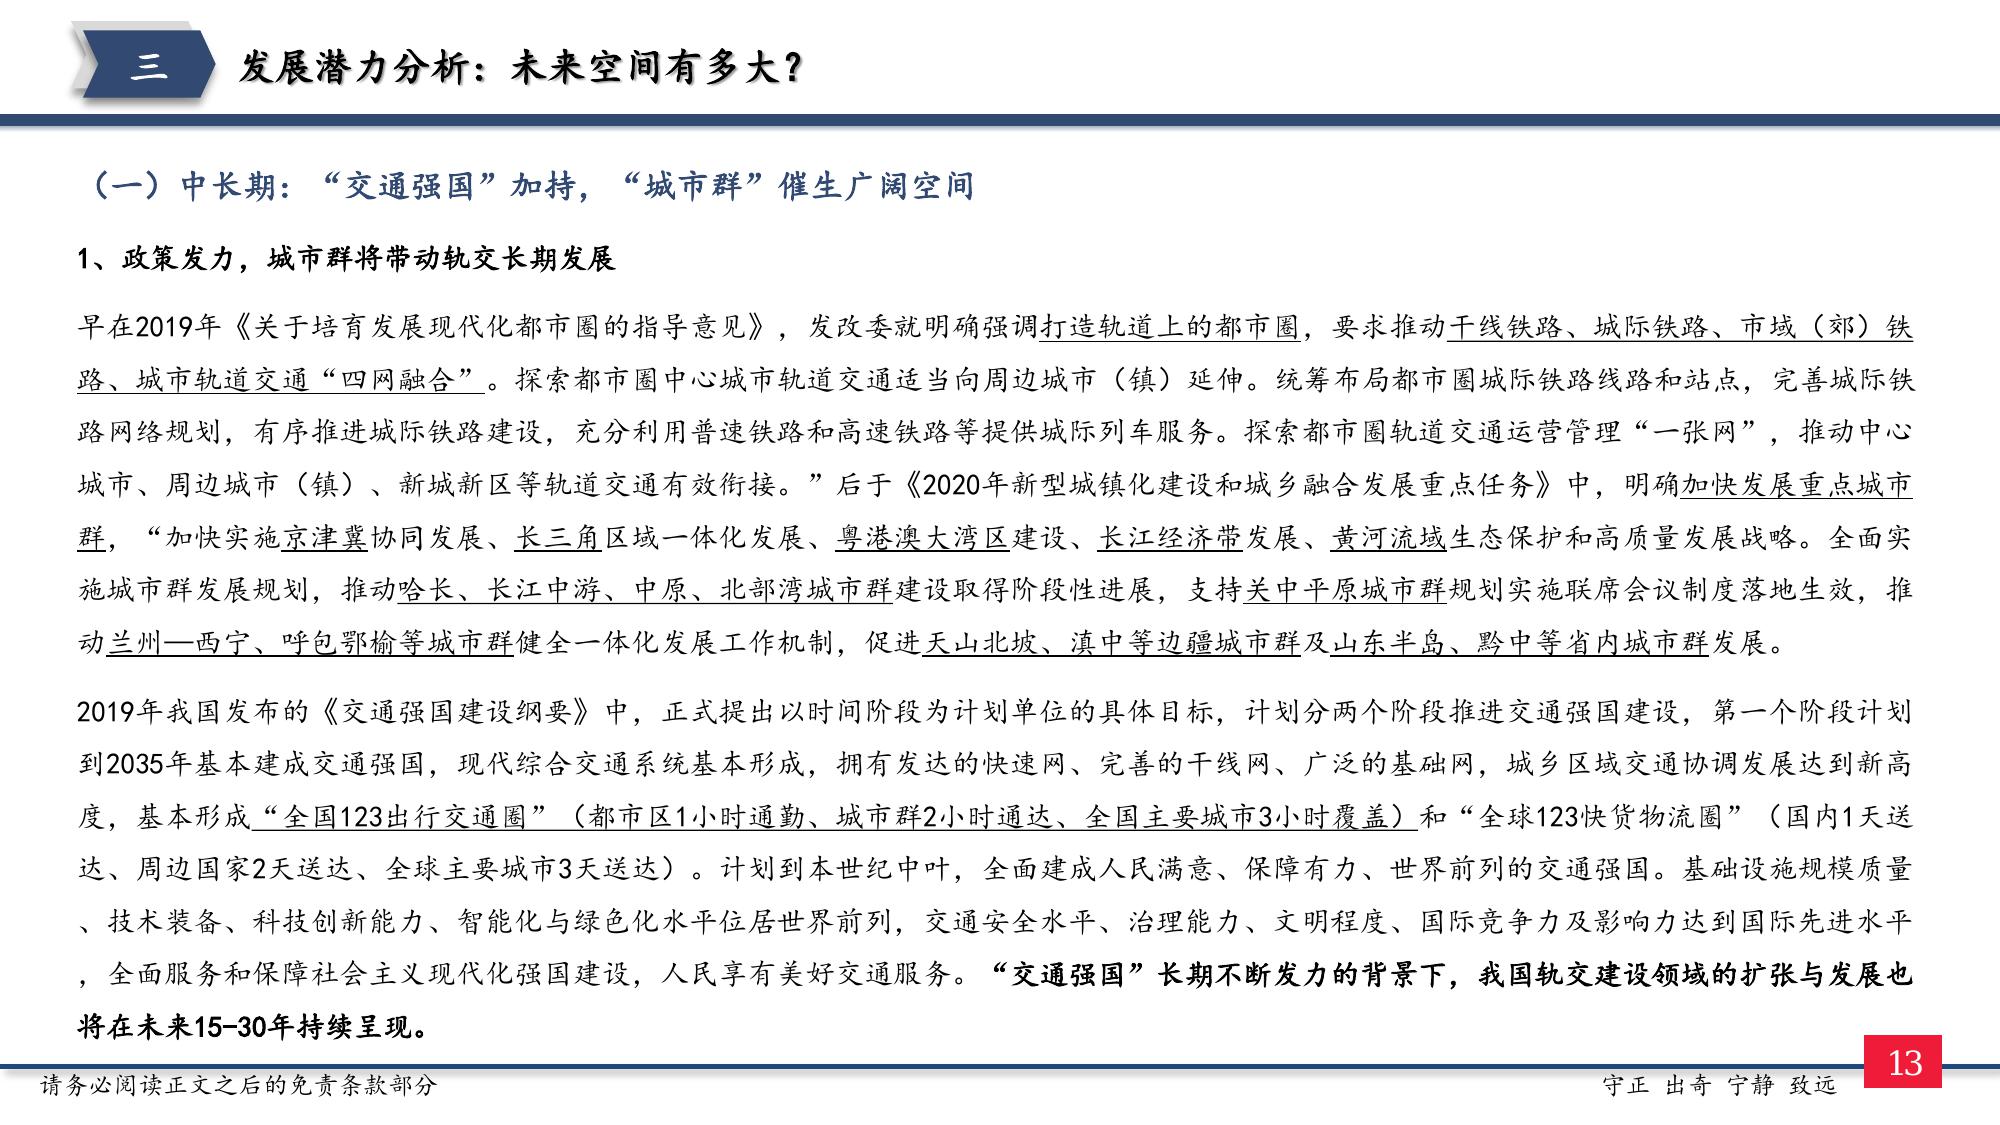 三
发展潜力分析：未来空间有多大？
（一）中长期：“交通强国”加持，“城市群”催生广阔空间
1、政策发力，城市群将带动轨交长期发展
早在2019年《关于培育发展现代化都市圈的指导意见》，发改委就明确强调打造轨道上的都市圈，要求推动干线铁路、城际铁路、市域（郊）铁
路、城市轨道交通“四网融合”。探索都市圈中心城市轨道交通适当向周边城市（镇）延伸。统筹布局都市圈城际铁路线路和站点，完善城际铁
路网络规划，有序推进城际铁路建设，充分利用普速铁路和高速铁路等提供城际列车服务。探索都市圈轨道交通运营管理“一张网”，推动中心
城市、周边城市（镇）、新城新区等轨道交通有效衔接。”后于《2020年新型城镇化建设和城乡融合发展重点任务》中，明确加快发展重点城市
群，“加快实施京津冀协同发展、长三角区域一体化发展、粤港澳大湾区建设、长江经济带发展、黄河流域生态保护和高质量发展战略。全面实
施城市群发展规划，推动哈长、长江中游、中原、北部湾城市群建设取得阶段性进展，支持关中平原城市群规划实施联席会议制度落地生效，推
动兰州—西宁、呼包鄂榆等城市群健全一体化发展工作机制，促进天山北坡、滇中等边疆城市群及山东半岛、黔中等省内城市群发展。
2019年我国发布的《交通强国建设纲要》中，正式提出以时间阶段为计划单位的具体目标，计划分两个阶段推进交通强国建设，第一个阶段计划
到2035年基本建成交通强国，现代综合交通系统基本形成，拥有发达的快速网、完善的干线网、广泛的基础网，城乡区域交通协调发展达到新高
度，基本形成“全国123出行交通圈”（都市区1小时通勤、城市群2小时通达、全国主要城市3小时覆盖）和“全球123快货物流圈”（国内1天送
达、周边国家2天送达、全球主要城市3天送达）。计划到本世纪中叶，全面建成人民满意、保障有力、世界前列的交通强国。基础设施规模质量
、技术装备、科技创新能力、智能化与绿色化水平位居世界前列，交通安全水平、治理能力、文明程度、国际竞争力及影响力达到国际先进水平
，全面服务和保障社会主义现代化强国建设，人民享有美好交通服务。“交通强国”长期不断发力的背景下，我国轨交建设领域的扩张与发展也
将在未来15-30年持续呈现。
请务必阅读正文之后的免责条款部分
守正 出奇 宁静 致远
13